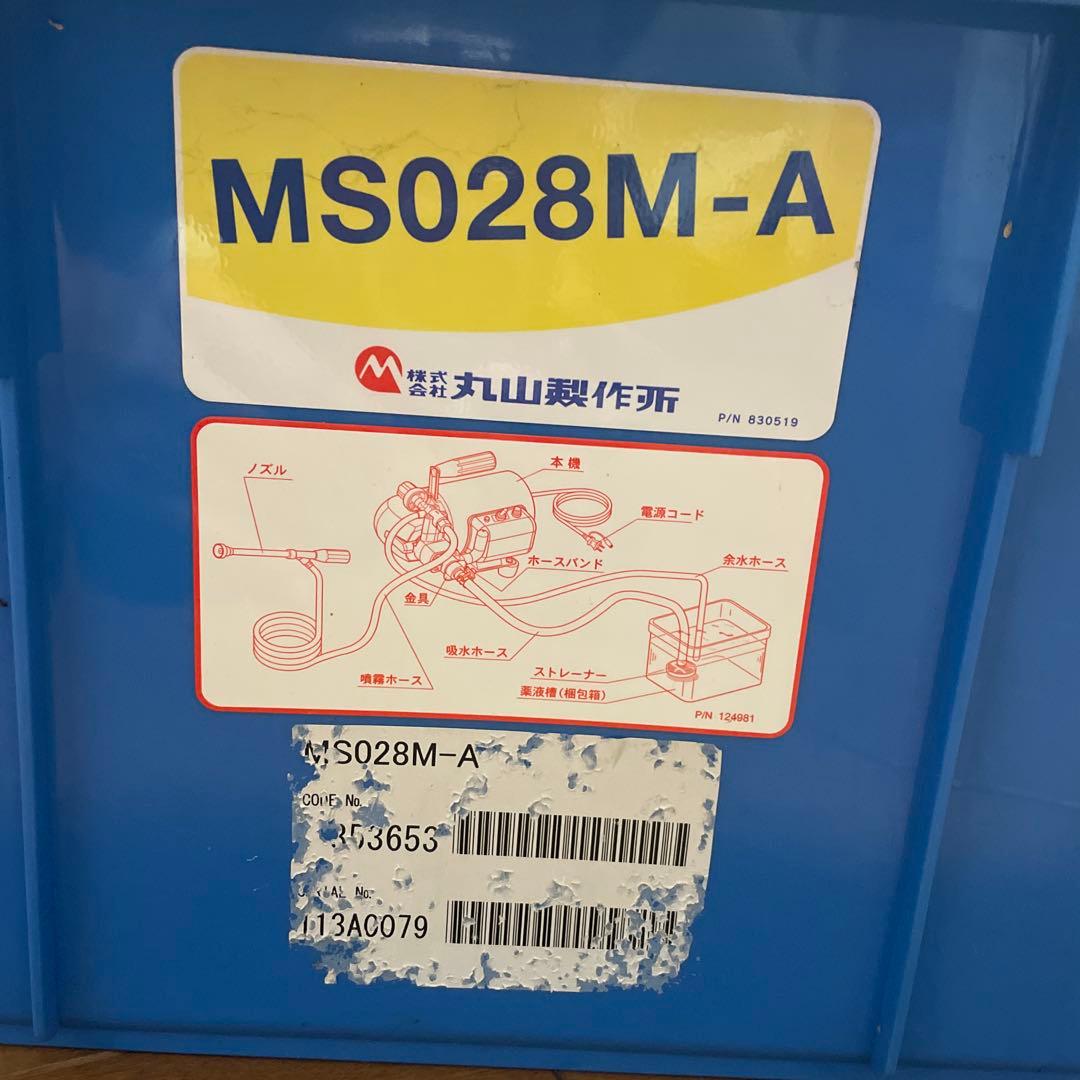 MS028M-A
株式会社 丸山製作所
P/N 830519
ノズル
本機
電源コード
ホースバンド
余水ホース
金具
吸水ホース
噴霧ホース
ストレーナー
薬液槽(梱包箱)
P/N 124981
MS028M-A
CODE No.
353653
SERIAL No.
113AC079